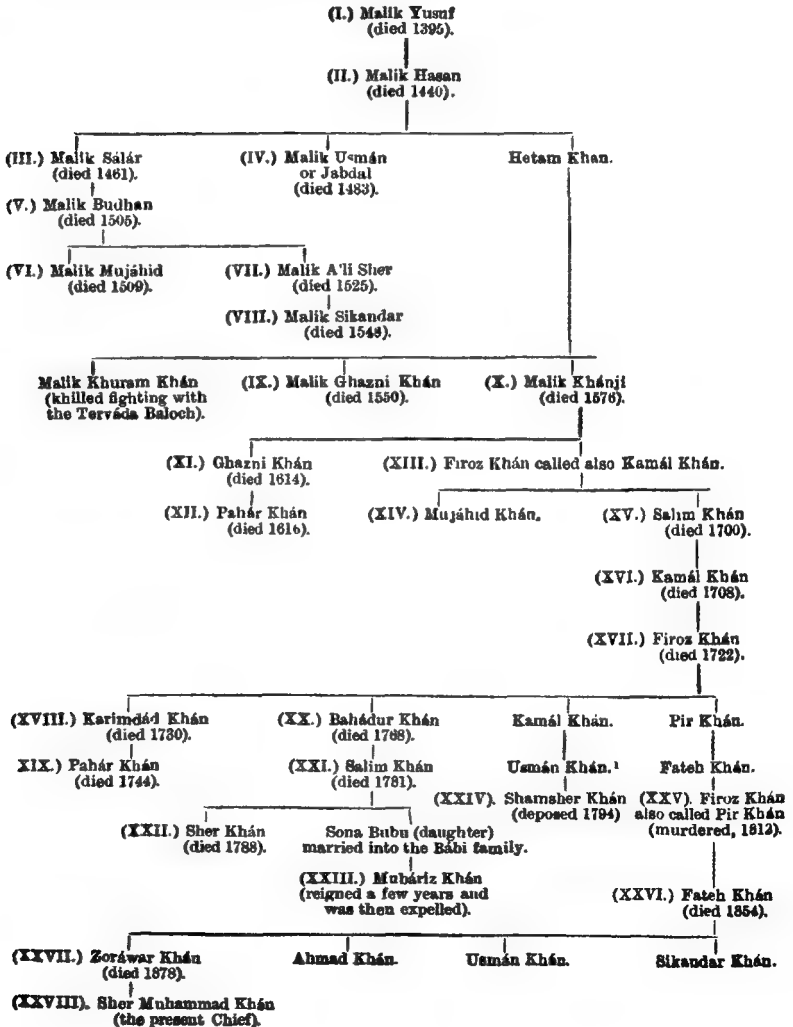 (I.) Malik Yusuf
(died 1395).
(II.) Malik Hasan
(died 1440).
(III.) Malik Sálár
(died 1461).
(IV.) Malik Usmán
or Jabdal
(died 1483).
Hetam Khan.
(V.) Malik Budhan
(died 1505).
(VI.) Malik Mujáhid
(died 1509).
(VII.) Malik A'li Sher
(died 1525).
(VIII.) Malik Sikandar
(died 1548).
Malik Khuram Khán
(khilled fighting with
the Terváda Baloch).
(IX.) Malik Ghazni Khán
(died 1550).
(X.) Malik Khánji
(died 1576).
(XI.) Ghazni Khán
(died 1614).
(XIII.) Firoz Khán called also Kamál Khán.
(XII.) Pahár Khán
(died 1616).
(XIV.) Mujáhid Khán.
(XV.) Salim Khán
(died 1700).
(XVI.) Kamál Khán
(died 1708).
(XVII.) Firoz Khán
(died 1722).
(XVIII.) Karimdád Khán
(died 1730).
(XX.) Bahádur Khán
(died 1768).
Kamál Khán.
Pir Khán.
XIX.) Pahár Khán
(died 1744).
(XXI.) Salim Khán
(died 1781).
Usmán Khán.¹
Fateh Khán.
(XXIV). Shamsher Khán
(deposed 1794)
(XXV). Firoz Khán
also called Pir Khán
(murdered, 1812).
(XXII.) Sher Khán
(died 1788).
Sona Bubu (daughter)
married into the Bábi family.
(XXIII.) Mubáriz Khán
(reigned a few years and
was then expelled).
(XXVI.) Fateh Khán
(died 1854).
(XXVII.) Zoráwar Khán
(died 1878).
Ahmad Khán.
Usmán Khán.
Sikandar Khán.
(XXVIII). Sher Muhammad Khán
(the present Chief).